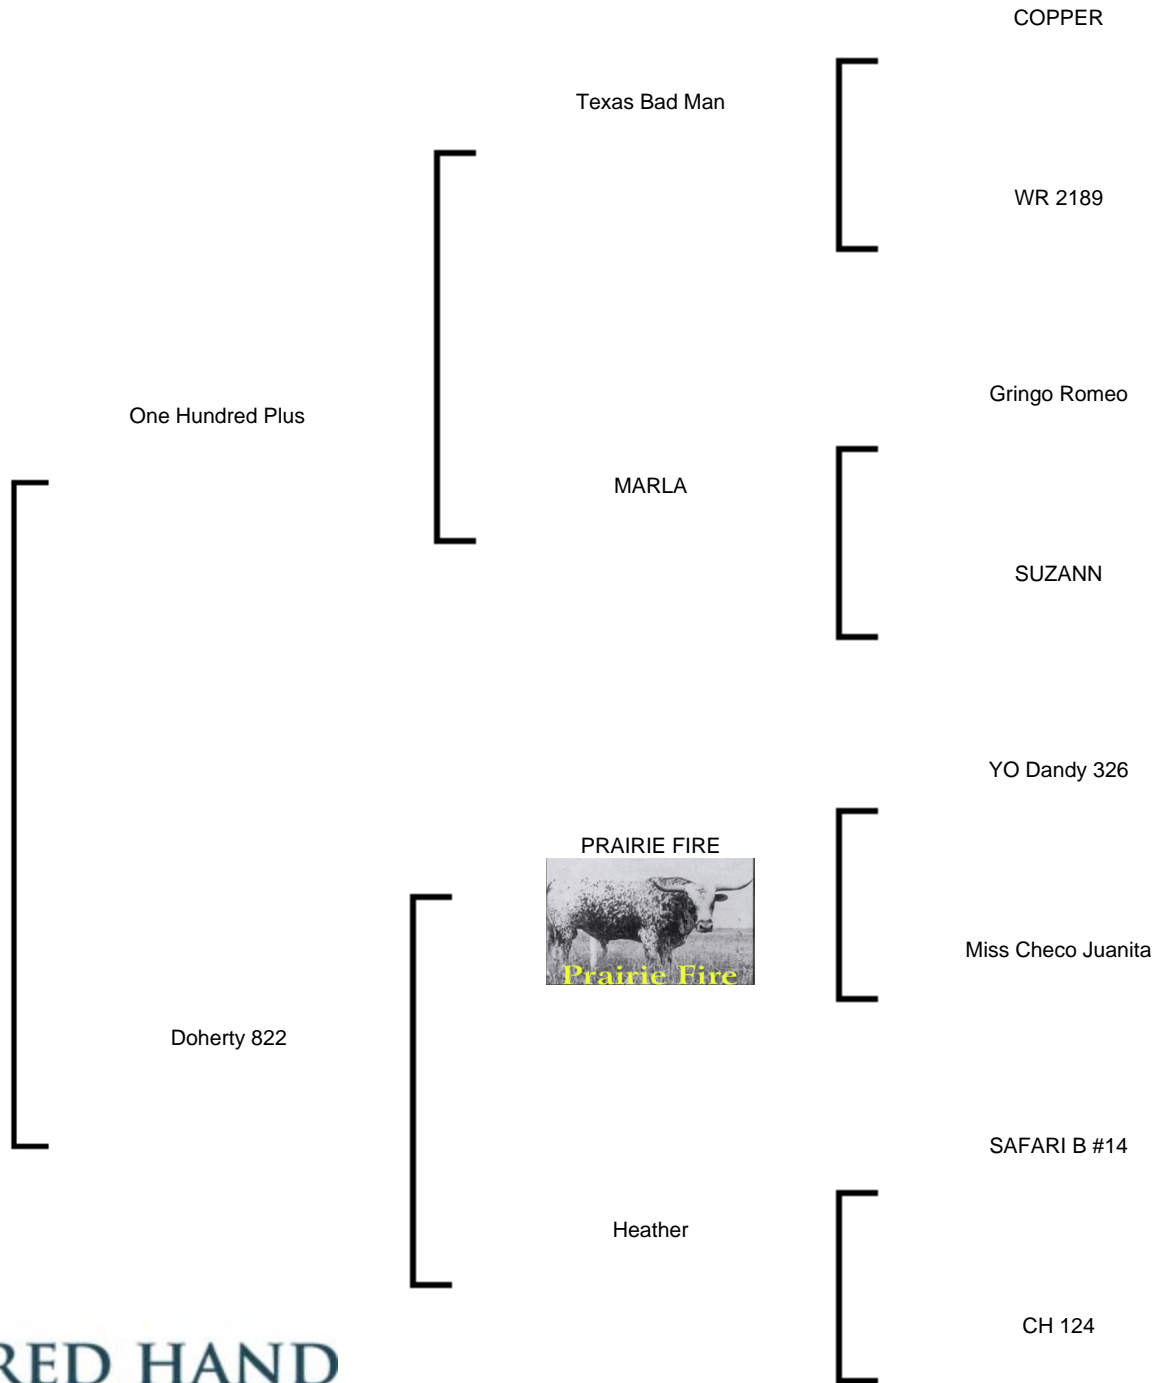 COPPER
Texas Bad Man
WR 2189
Gringo Romeo
One Hundred Plus
MARLA
SUZANN
YO Dandy 326
PRAIRIE FIRE
Prairie Fire
Miss Checo Juanita
Doherty 822
SAFARI B #14
Heather
CH 124
RED HAND